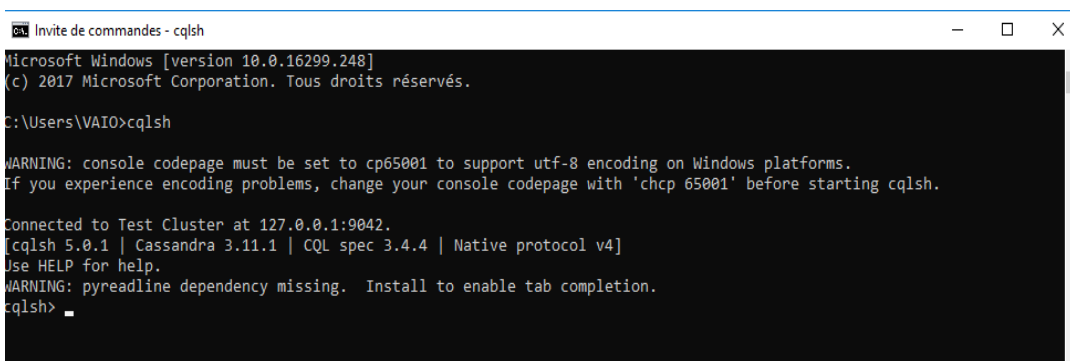 Invite de commandes - cqlsh
Microsoft Windows [version 10.0.16299.248]
(c) 2017 Microsoft Corporation. Tous droits réservés.
C:\Users\VAIO>cqlsh
WARNING: console codepage must be set to cp65001 to support utf-8 encoding on Windows platforms.
If you experience encoding problems, change your console codepage with 'chcp 65001' before starting cqlsh.
Connected to Test Cluster at 127.0.0.1:9042.
[cqlsh 5.0.1 | Cassandra 3.11.1 | CQL spec 3.4.4 | Native protocol v4]
Use HELP for help.
WARNING: pyreadline dependency missing.  Install to enable tab completion.
cqlsh>